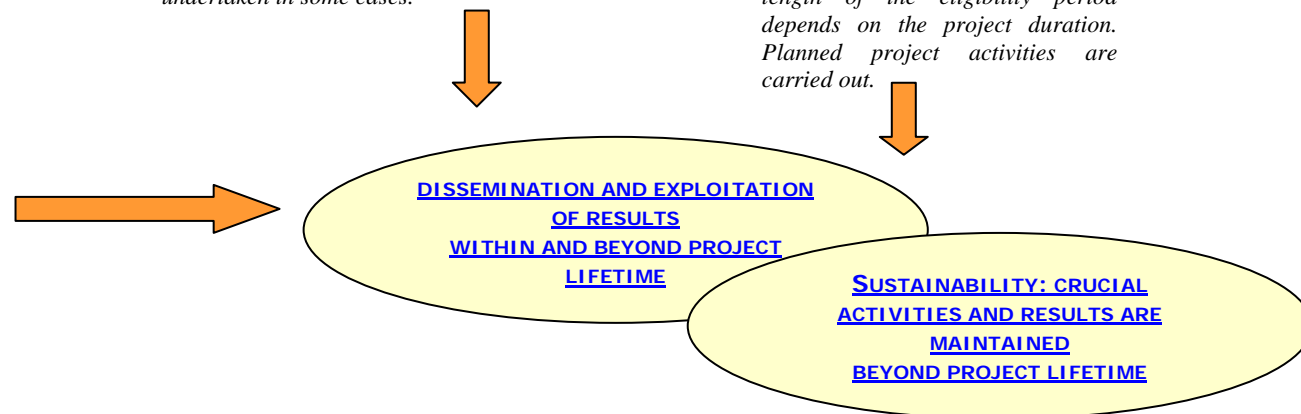 undertaken in some cases.
length of the eligibility period
depends on the project duration.
Planned project activities are
carried out.
DISSEMINATION AND EXPLOITATION
OF RESULTS
WITHIN AND BEYOND PROJECT
LIFETIME
SUSTAINABILITY: CRUCIAL
ACTIVITIES AND RESULTS ARE
MAINTAINED
BEYOND PROJECT LIFETIME